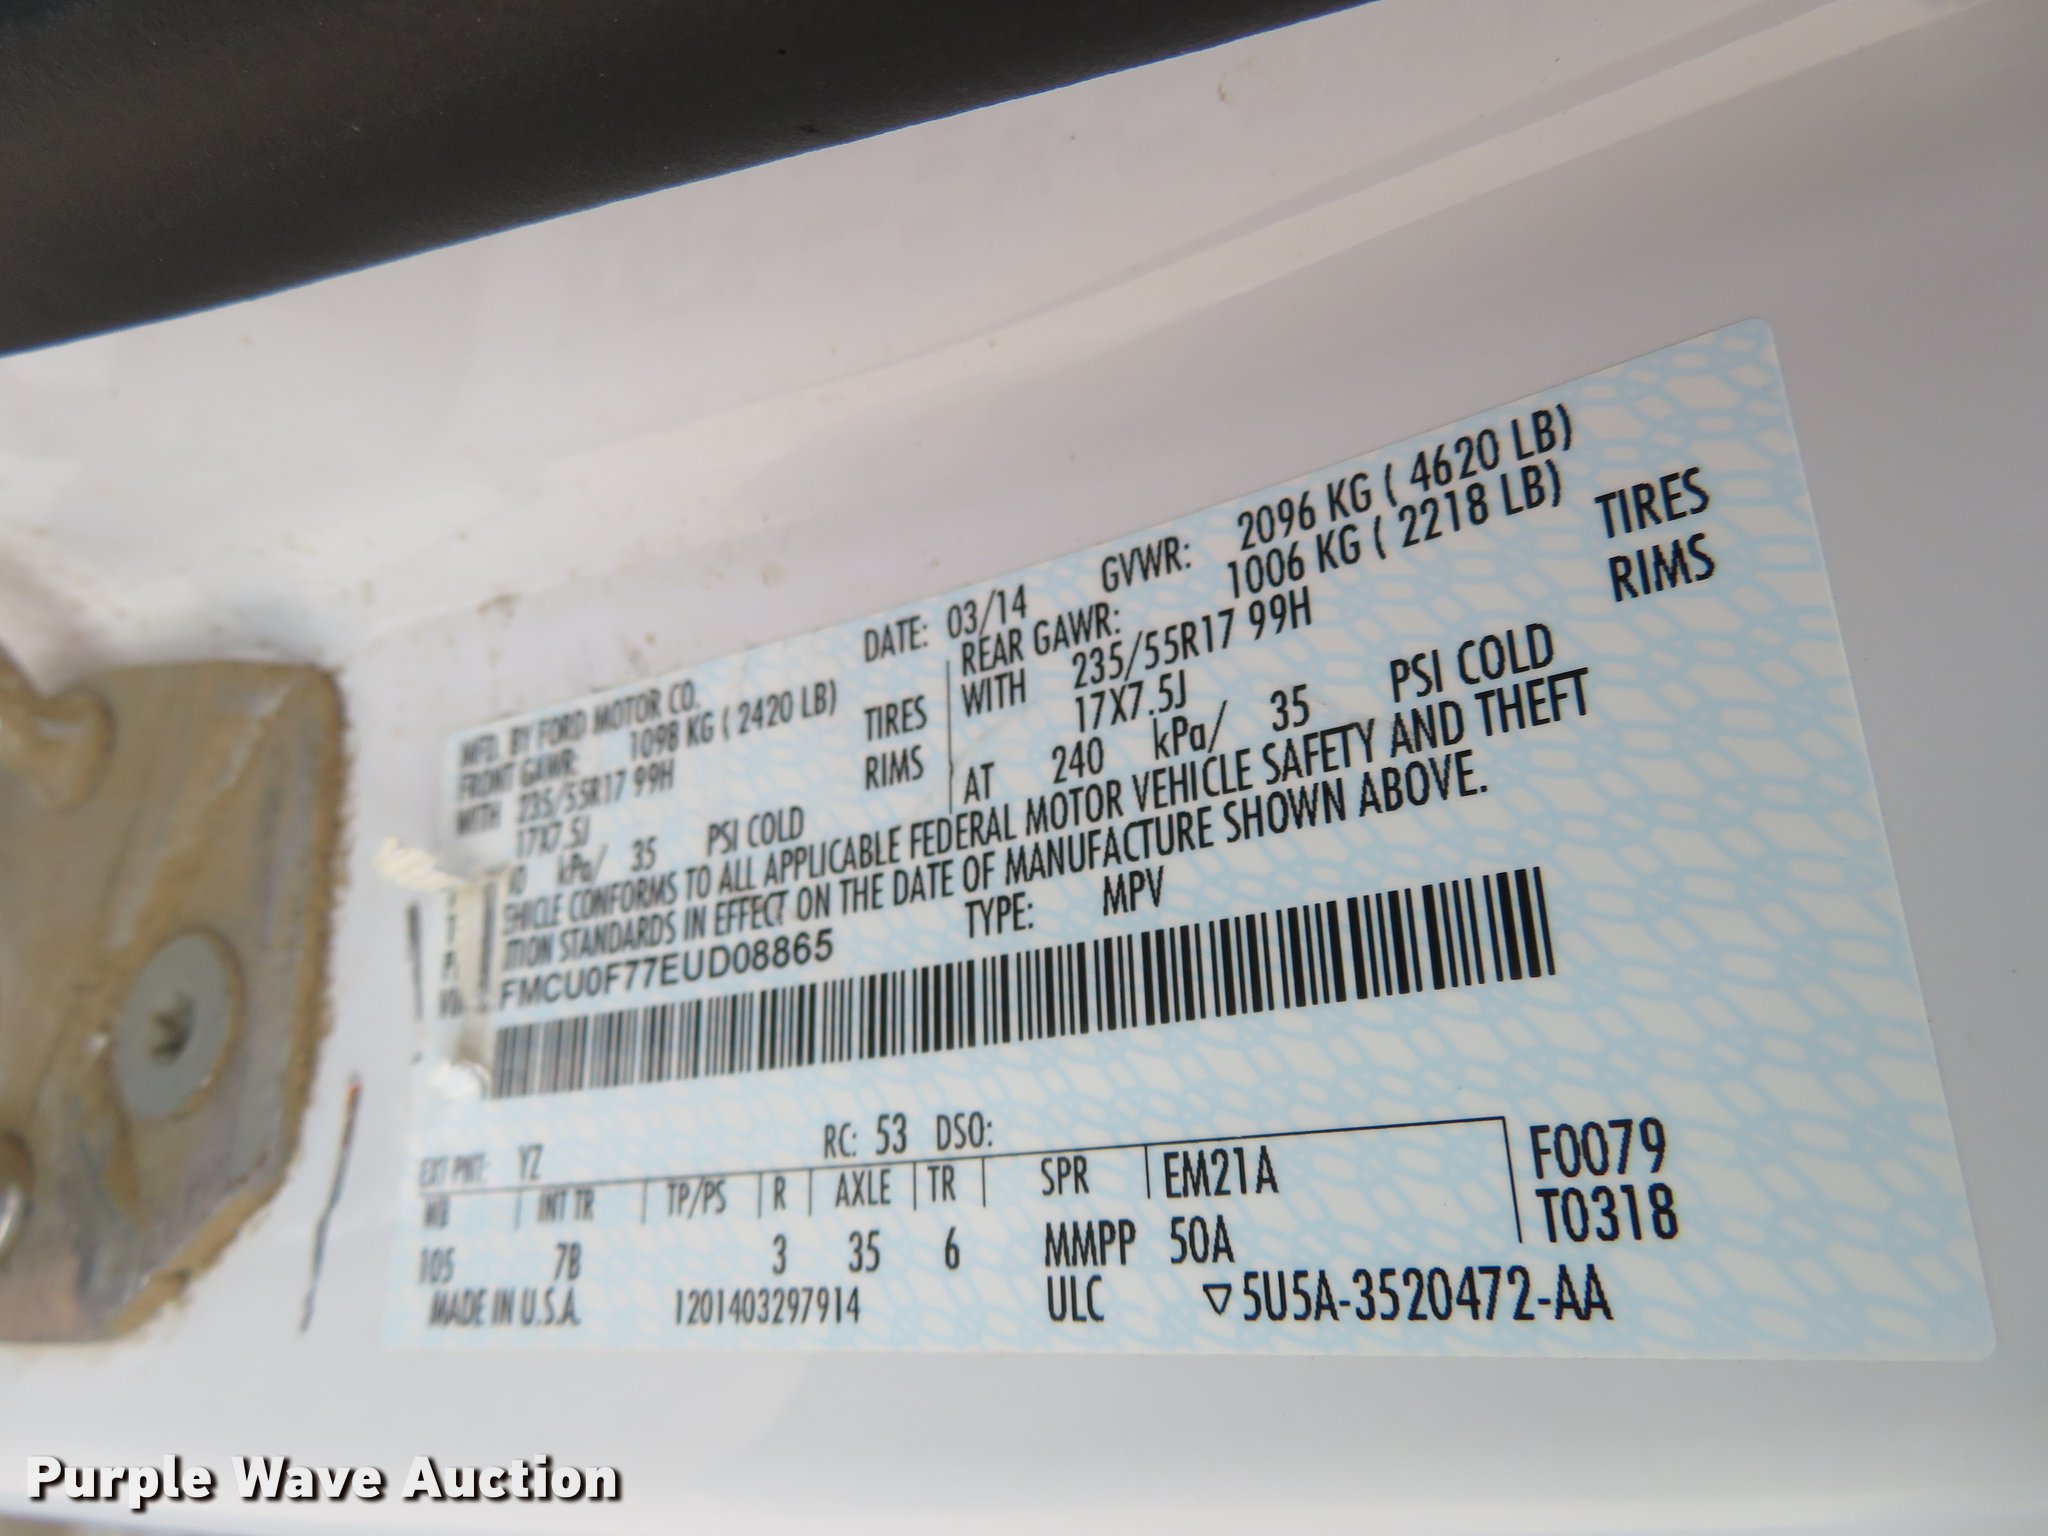 MFD. BY FORD MOTOR CO.
DATE: 03/14 GVWR: 2096 KG ( 4620 LB)
FRONT GAWR: 1098 KG ( 2420 LB)
REAR GAWR: 1006 KG ( 2218 LB)
WITH 235/55R17 99H TIRES
WITH 235/55R17 99H TIRES
17X7.5J RIMS
17X7.5J RIMS
kPa/ 35 PSI COLD
AT 240 kPa/ 35 PSI COLD
CONFORMS TO ALL APPLICABLE FEDERAL MOTOR VEHICLE SAFETY AND THEFT
STANDARDS IN EFFECT ON THE DATE OF MANUFACTURE SHOWN ABOVE.
FMCU0F77EUD08865 TYPE: MPV
EXT PNT: YZ RC: 53 DSO:
WB INT TR TP/PS R AXLE TR SPR EM21A F0079
105 7B 3 35 6 MMPP 50A T0318
MADE IN U.S.A. 1201403297914 ULC ▽5U5A-3520472-AA
Purple Wave Auction